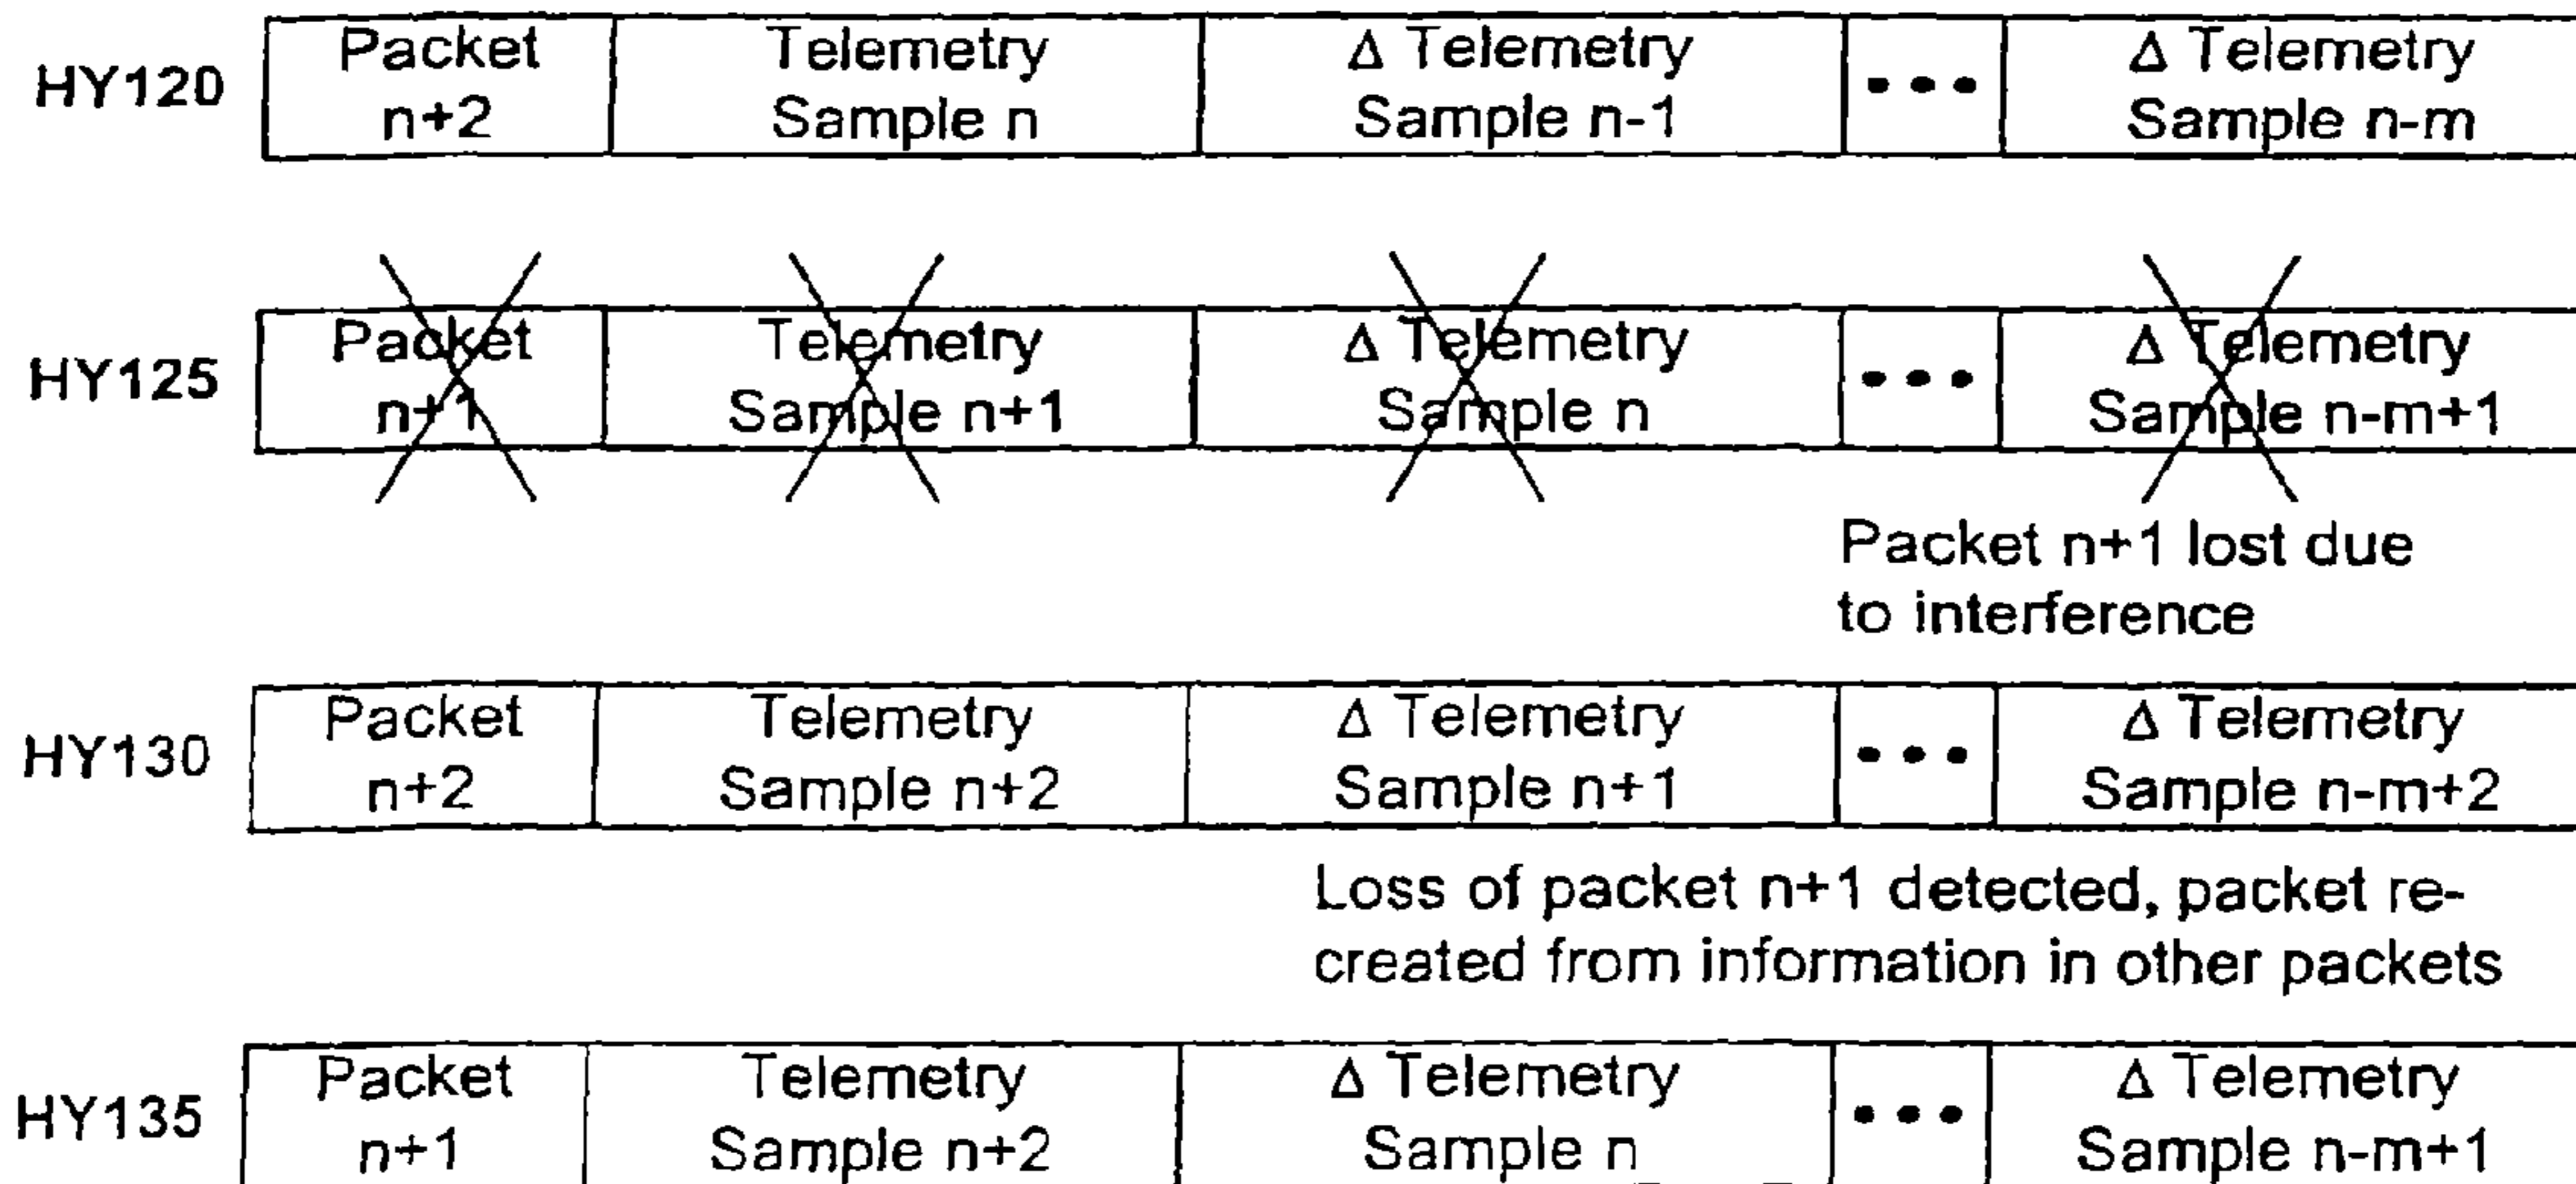 HY120
Packet
n+2
Telemetry
Sample n
Δ Telemetry
Sample n-1
•••
Δ Telemetry
Sample n-m
HY125
Packet
n+1
Telemetry
Sample n+1
Δ Telemetry
Sample n
•••
Δ Telemetry
Sample n-m+1
Packet n+1 lost due
to interference
HY130
Packet
n+2
Telemetry
Sample n+2
Δ Telemetry
Sample n+1
•••
Δ Telemetry
Sample n-m+2
Loss of packet n+1 detected, packet re-
created from information in other packets
HY135
Packet
n+1
Telemetry
Sample n+2
Δ Telemetry
Sample n
•••
Δ Telemetry
Sample n-m+1